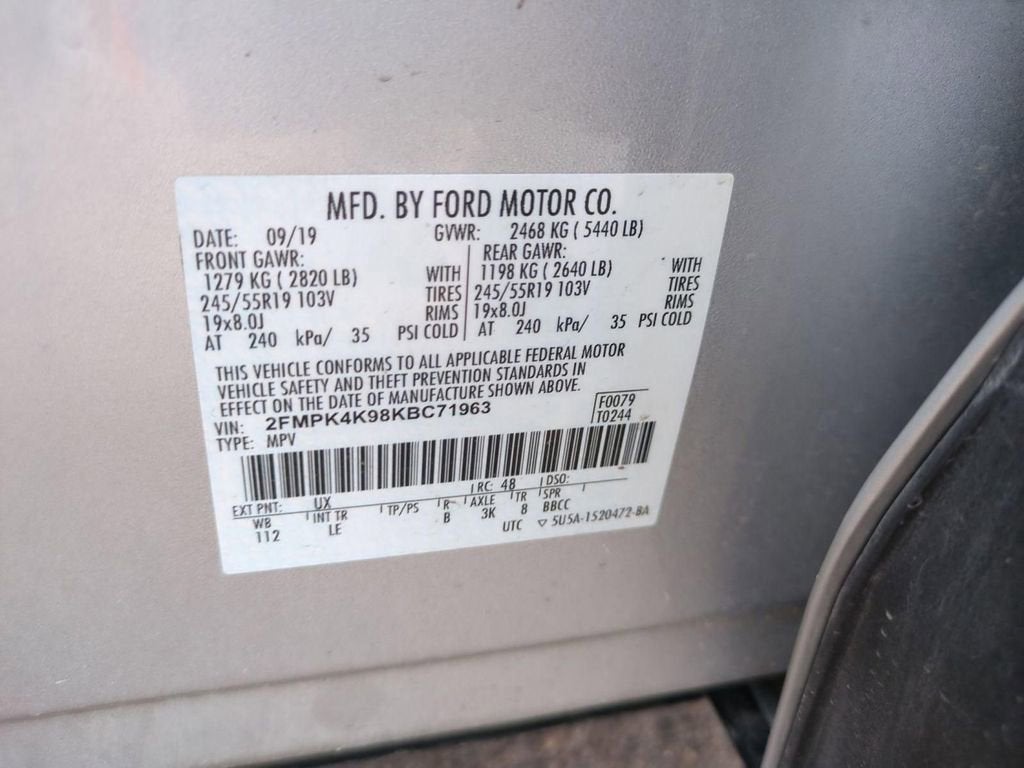 MFD. BY FORD MOTOR CO.
DATE: 09/19 GVWR: 2468 KG ( 5440 LB)
FRONT GAWR: REAR GAWR:
1279 KG ( 2820 LB) WITH 1198 KG ( 2640 LB) WITH
245/55R19 103V TIRES 245/55R19 103V TIRES
19x8.0J RIMS 19x8.0J RIMS
AT 240 kPa/ 35 PSI COLD AT 240 kPa/ 35 PSI COLD
THIS VEHICLE CONFORMS TO ALL APPLICABLE FEDERAL MOTOR
VEHICLE SAFETY AND THEFT PREVENTION STANDARDS IN
EFFECT ON THE DATE OF MANUFACTURE SHOWN ABOVE.
VIN: 2FMPK4K98KBC71963 F0079
TYPE: MPV T0244
EXT PNT: UX RC: 48 DSO:
WB INT TR TP/PS R AXLE TR SPR
112 LE B 3K 8 BBCC
UTC ▽ 5U5A-1520472-BA